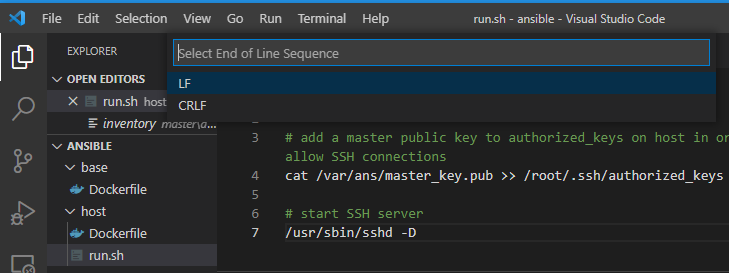 File Edit Selection View Go Run Terminal Help run.sh - ansible - Visual Studio Code
Select End of Line Sequence
LF
CRLF
EXPLORER
OPEN EDITORS
run.sh host
inventory master\a...
ANSIBLE
base
Dockerfile
host
Dockerfile
run.sh
2
3 # add a master public key to authorized_keys on host in or
allow SSH connections
4 cat /var/ans/master_key.pub >> /root/.ssh/authorized_keys
5
6 # start SSH server
7 /usr/sbin/sshd -D